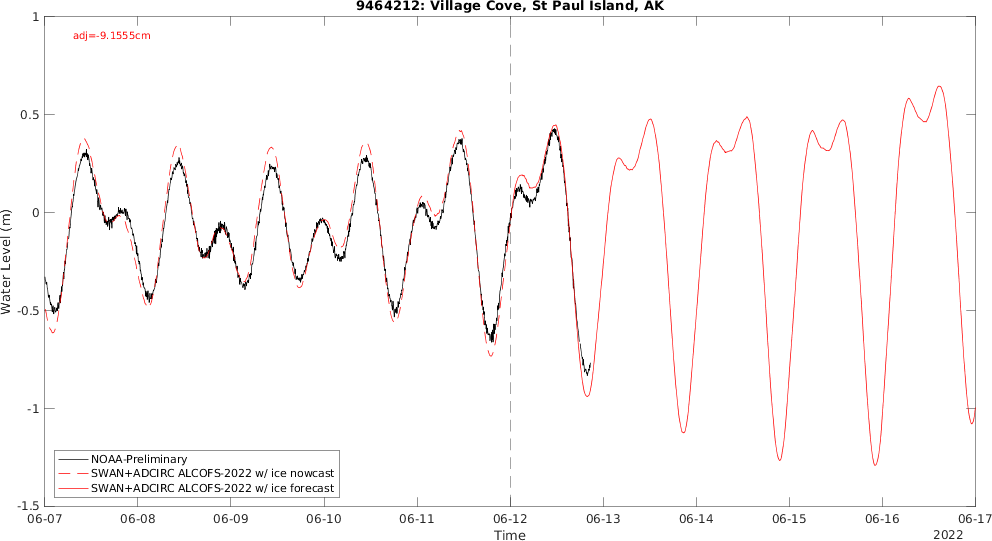 9464212: Village Cove, St Paul Island, AK
adj=-9.1555cm
1
0.5
0
-0.5
-1
-1.5
Water Level (m)
NOAA-Preliminary
SWAN+ADCIRC ALCOFS-2022 w/ ice nowcast
SWAN+ADCIRC ALCOFS-2022 w/ ice forecast
06-07 06-08 06-09 06-10 06-11 06-12 06-13 06-14 06-15 06-16 06-17
Time
2022